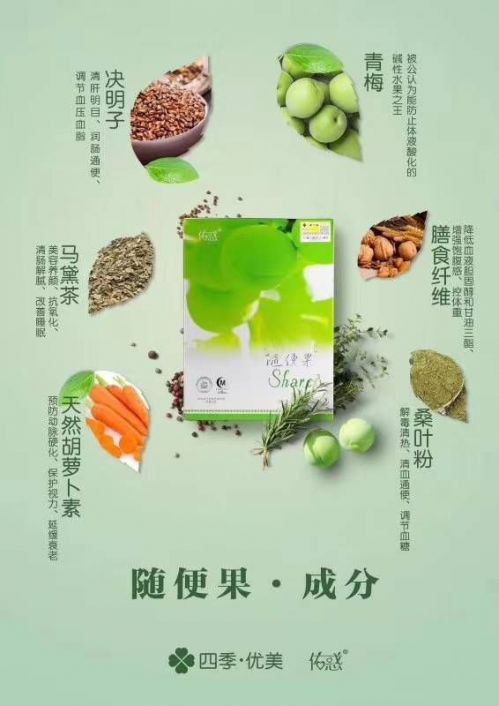 决明子
清肝明目、润肠通便、
调节血压血脂
青梅
被公认为能防止体液酸化的
碱性水果之王
马黛茶
美容养颜、抗氧化、
清肠解腻、改善睡眠
膳食纤维
降低血液胆固醇和甘油三酯、
增强饱腹感、控体重
天然胡萝卜素
预防动脉硬化、保护视力、延缓衰老
桑叶粉
解毒清热、清血通便、调节血糖
佑惑
随便果
Share
随便果·成分
四季·优美
佑惑